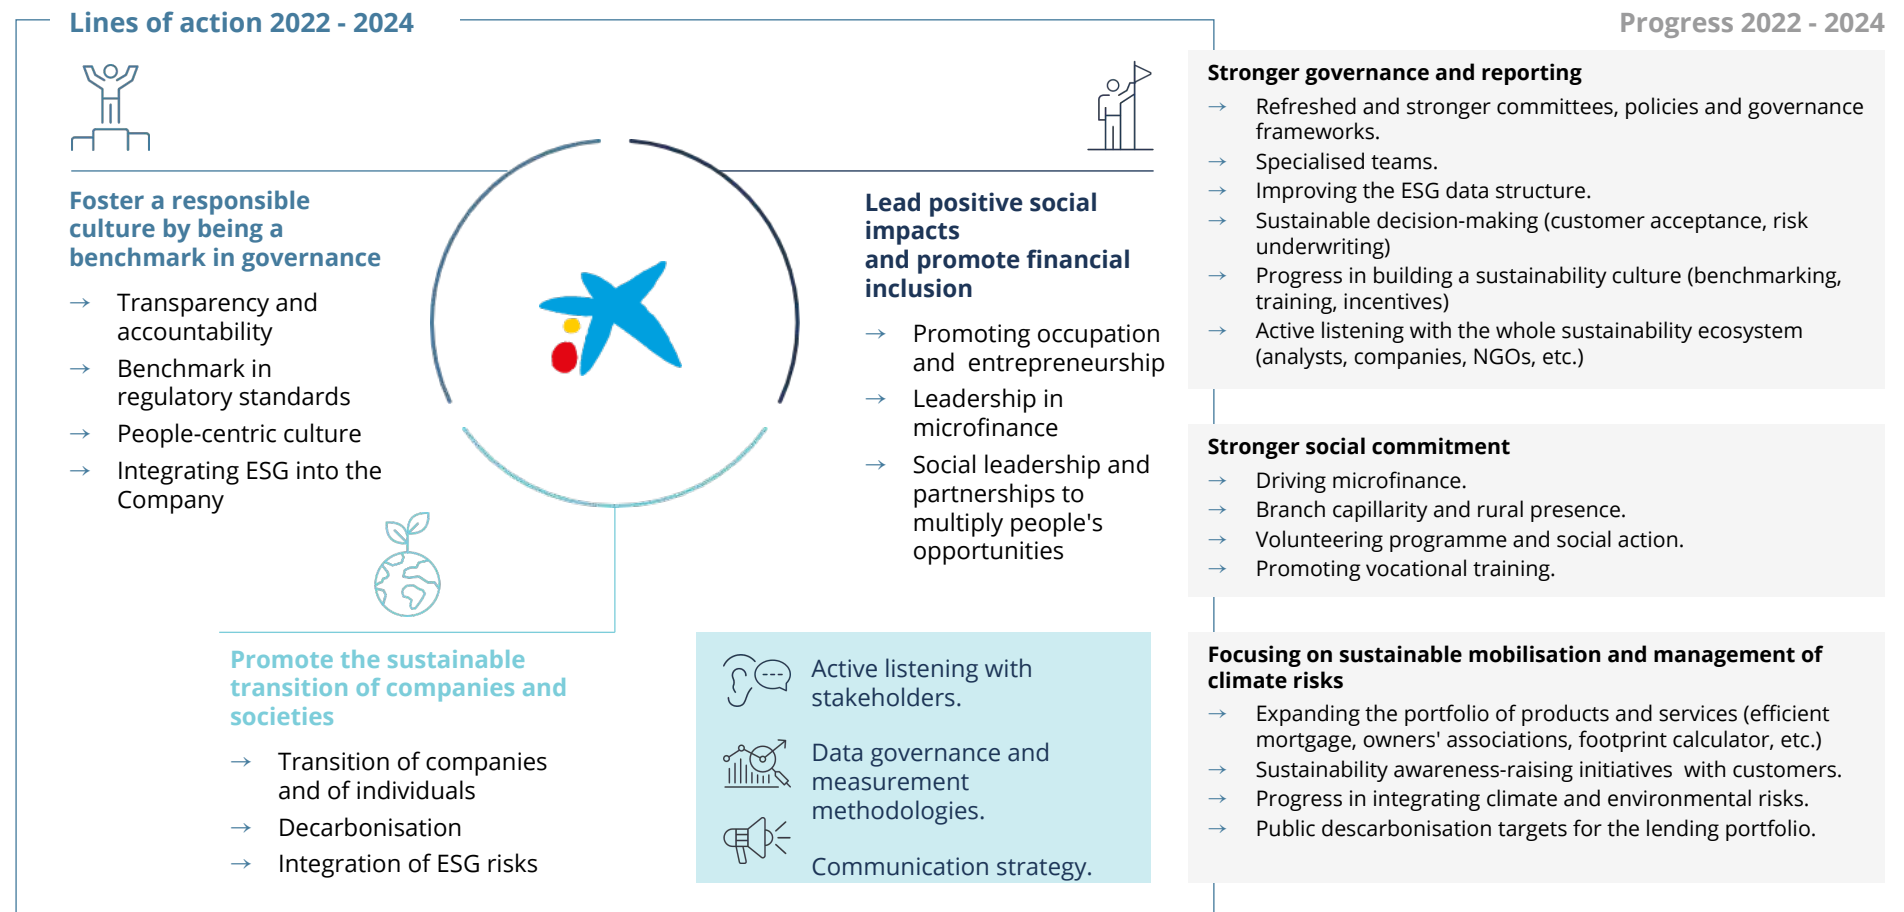 Lines of action 2022 - 2024
Foster a responsible
culture by being a
benchmark in governance
→ Transparency and
accountability
→ Benchmark in
regulatory standards
→ People-centric culture
→ Integrating ESG into the
Company
Lead positive social
impacts
and promote financial
inclusion
→ Promoting occupation
and entrepreneurship
→ Leadership in
microfinance
→ Social leadership and
partnerships to
multiply people's
opportunities
Promote the sustainable
transition of companies and
societies
→ Transition of companies
and of individuals
→ Decarbonisation
→ Integration of ESG risks
Active listening with
stakeholders.
Data governance and
measurement
methodologies.
Communication strategy.
Progress 2022 - 2024
Stronger governance and reporting
→ Refreshed and stronger committees, policies and governance
frameworks.
→ Specialised teams.
→ Improving the ESG data structure.
→ Sustainable decision-making (customer acceptance, risk
underwriting)
→ Progress in building a sustainability culture (benchmarking,
training, incentives)
→ Active listening with the whole sustainability ecosystem
(analysts, companies, NGOs, etc.)
Stronger social commitment
→ Driving microfinance.
→ Branch capillarity and rural presence.
→ Volunteering programme and social action.
→ Promoting vocational training.
Focusing on sustainable mobilisation and management of
climate risks
→ Expanding the portfolio of products and services (efficient
mortgage, owners' associations, footprint calculator, etc.)
→ Sustainability awareness-raising initiatives with customers.
→ Progress in integrating climate and environmental risks.
→ Public descarbonisation targets for the lending portfolio.